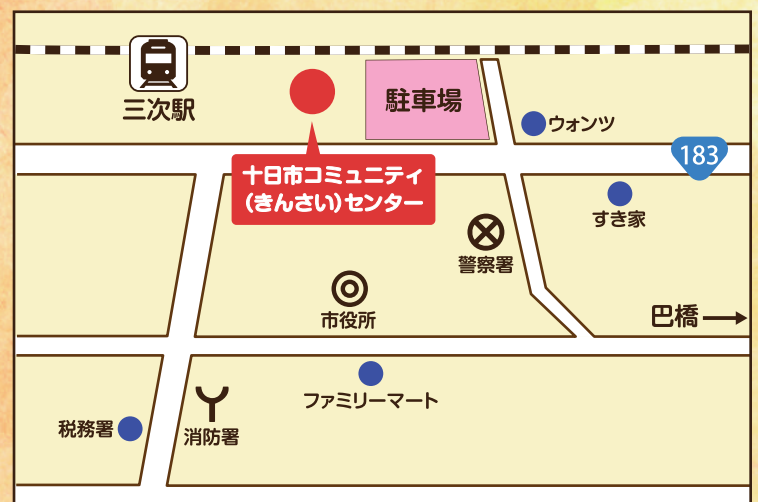 三次駅
駐車場
ウォンツ
183
十日市コミュニティ
（きんさい）センター
すき家
警察署
市役所
巴橋
ファミリーマート
税務署
消防署